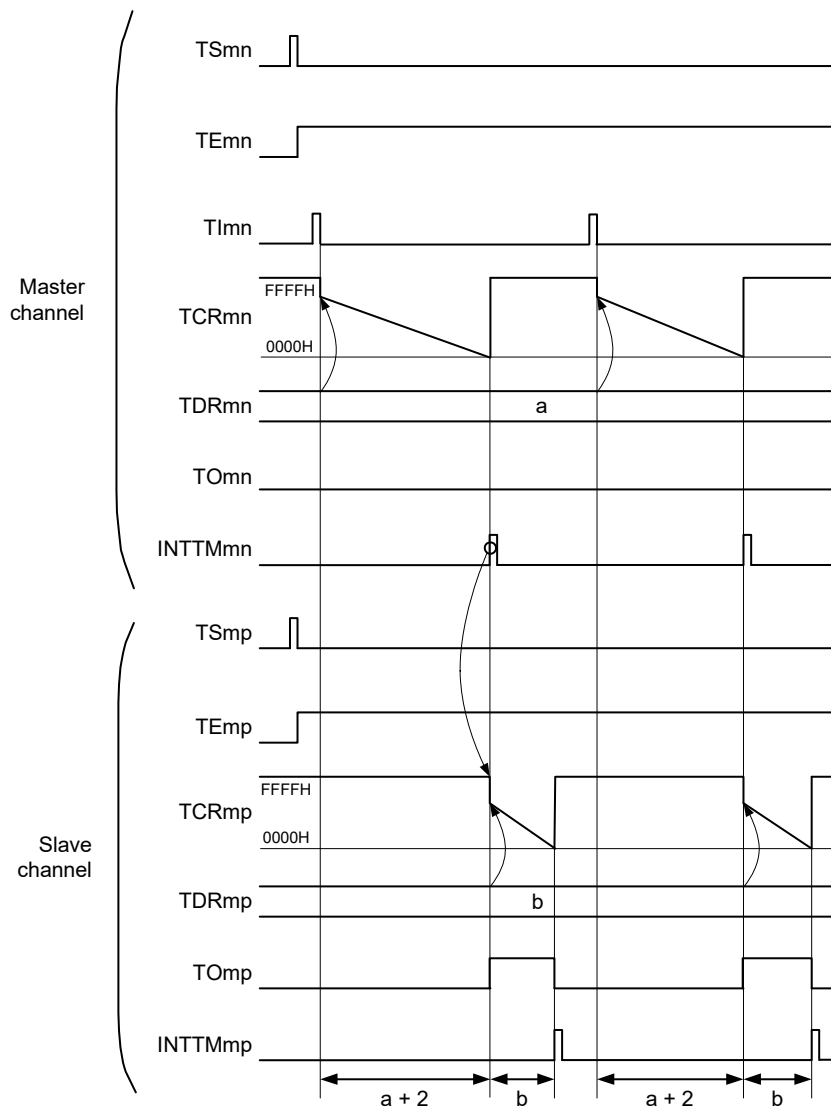 TSmn
TEmn
TImn
Master
channel
FFFFH
TCRmn
0000H
TDRmn
a
TOmn
INTTMmn
TSmp
TEmp
FFFFH
TCRmp
0000H
Slave
channel
TDRmp
b
TOmp
INTTMmp
a + 2 b a + 2 b